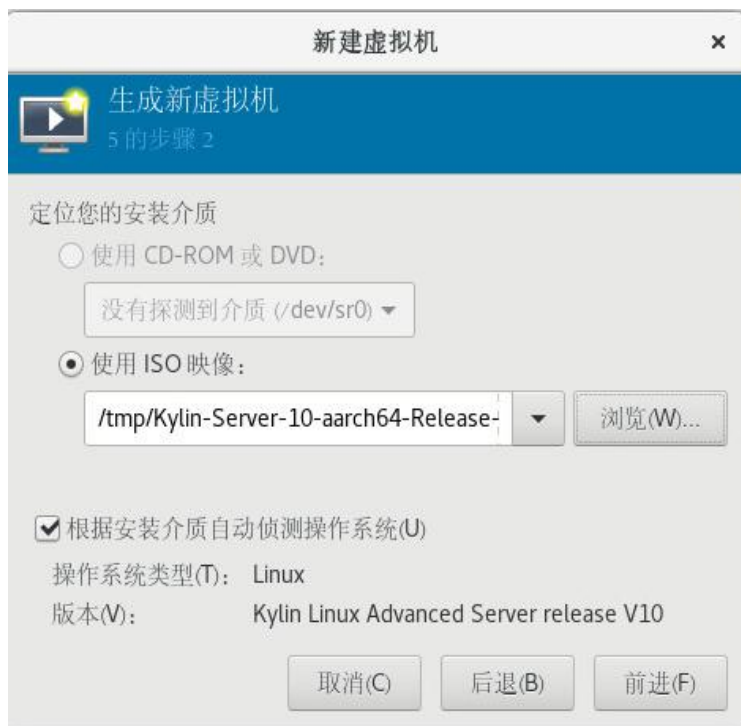 新建虚拟机 ×
生成新虚拟机
5 的步骤 2
定位您的安装介质
使用 CD-ROM 或 DVD:
没有探测到介质 (/dev/sr0)
使用 ISO 映像:
/tmp/Kylin-Server-10-aarch64-Release-
浏览(W)...
根据安装介质自动侦测操作系统(U)
操作系统类型(T): Linux
版本(V): Kylin Linux Advanced Server release V10
取消(C) 后退(B) 前进(F)